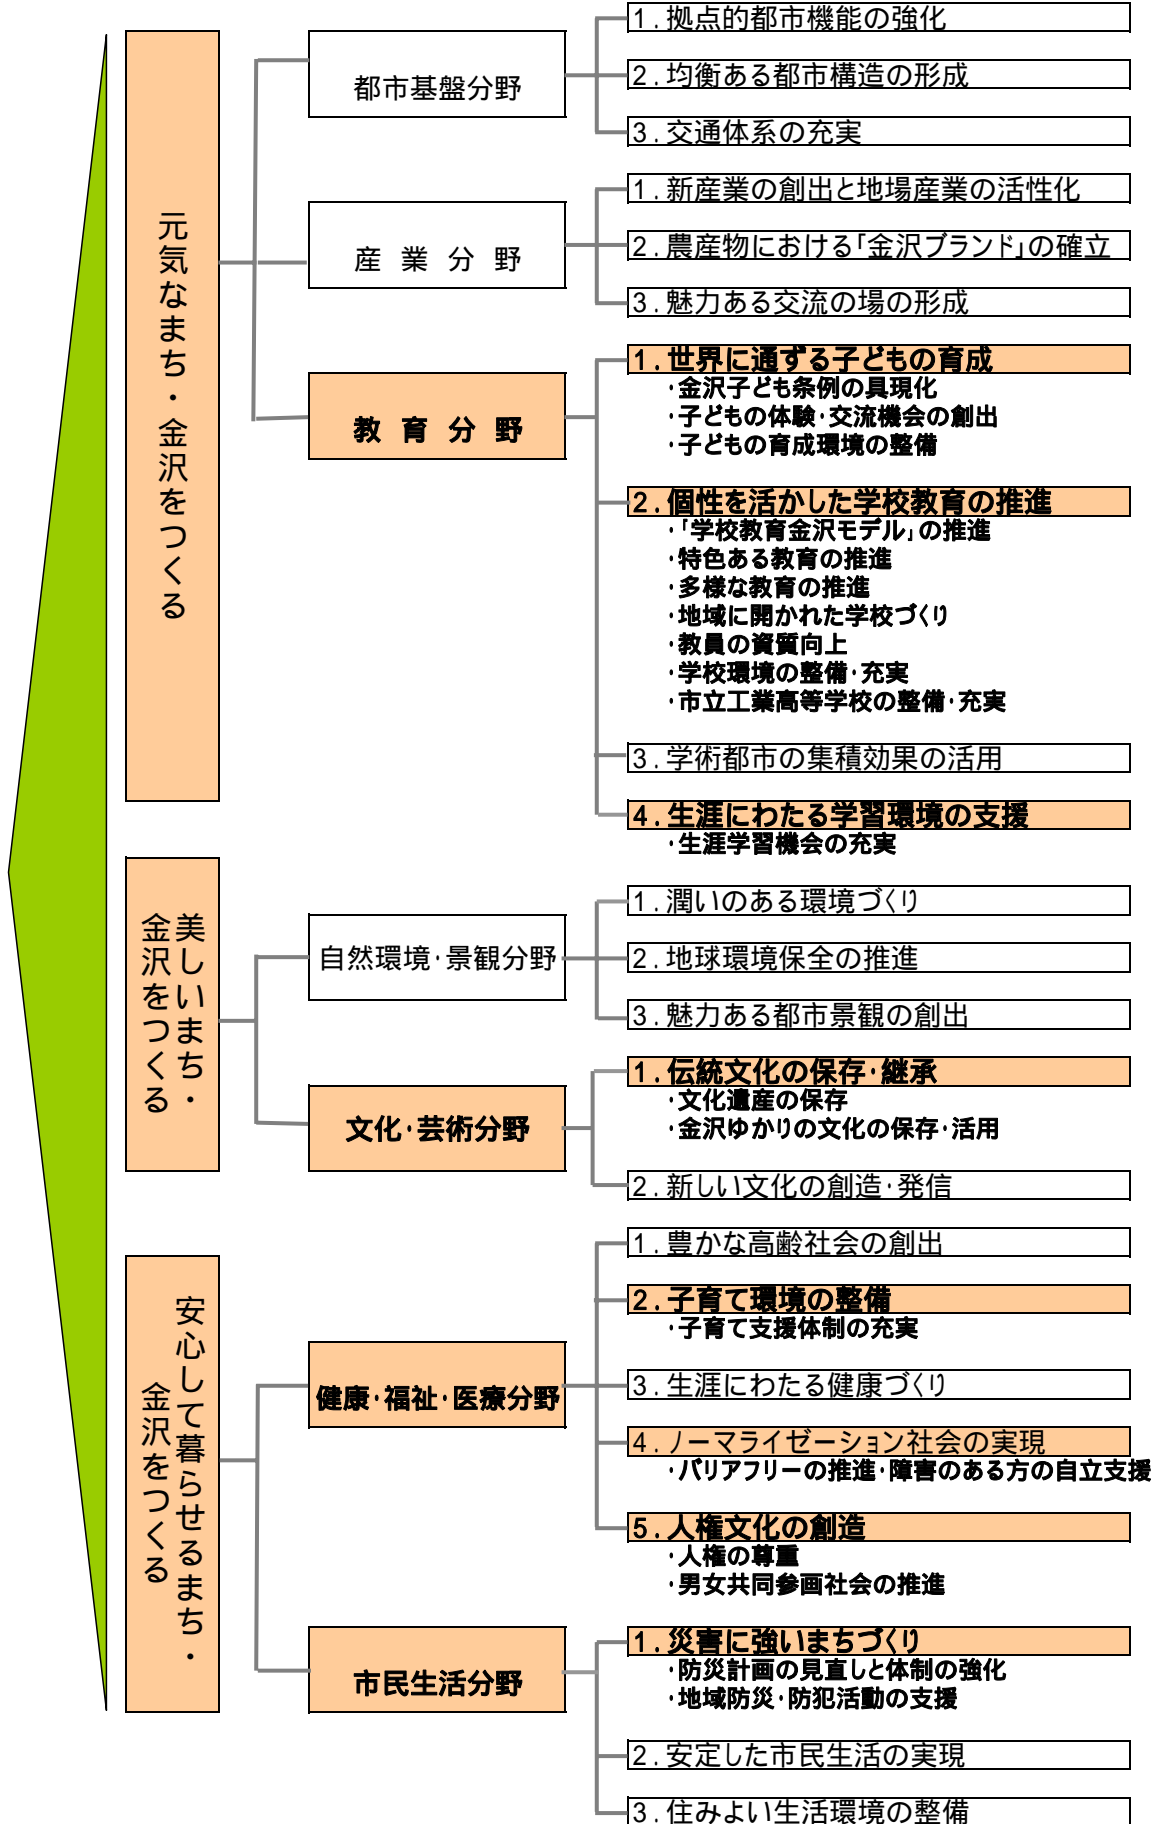 元気なまち・金沢をつくる
都市基盤分野
1.拠点的都市機能の強化
2.均衡ある都市構造の形成
3.交通体系の充実
産業分野
1.新産業の創出と地場産業の活性化
2.農産物における「金沢ブランド」の確立
3.魅力ある交流の場の形成
教育分野
1.世界に通ずる子どもの育成
・金沢子ども条例の具現化
・子どもの体験・交流機会の創出
・子どもの育成環境の整備
2.個性を活かした学校教育の推進
・「学校教育金沢モデル」の推進
・特色ある教育の推進
・多様な教育の推進
・地域に開かれた学校づくり
・教員の資質向上
・学校環境の整備・充実
・市立工業高等学校の整備・充実
3.学術都市の集積効果の活用
4.生涯にわたる学習環境の支援
・生涯学習機会の充実
美しいまち・
金沢をつくる
自然環境・景観分野
1.潤いのある環境づくり
2.地球環境保全の推進
3.魅力ある都市景観の創出
文化・芸術分野
1.伝統文化の保存・継承
・文化遺産の保存
・金沢ゆかりの文化の保存・活用
2.新しい文化の創造・発信
安心して暮らせるまち・
金沢をつくる
健康・福祉・医療分野
1.豊かな高齢社会の創出
2.子育て環境の整備
・子育て支援体制の充実
3.生涯にわたる健康づくり
4.ノーマライゼーション社会の実現
・バリアフリーの推進・障害のある方の自立支援
5.人権文化の創造
・人権の尊重
・男女共同参画社会の推進
市民生活分野
1.災害に強いまちづくり
・防災計画の見直しと体制の強化
・地域防災・防犯活動の支援
2.安定した市民生活の実現
3.住みよい生活環境の整備